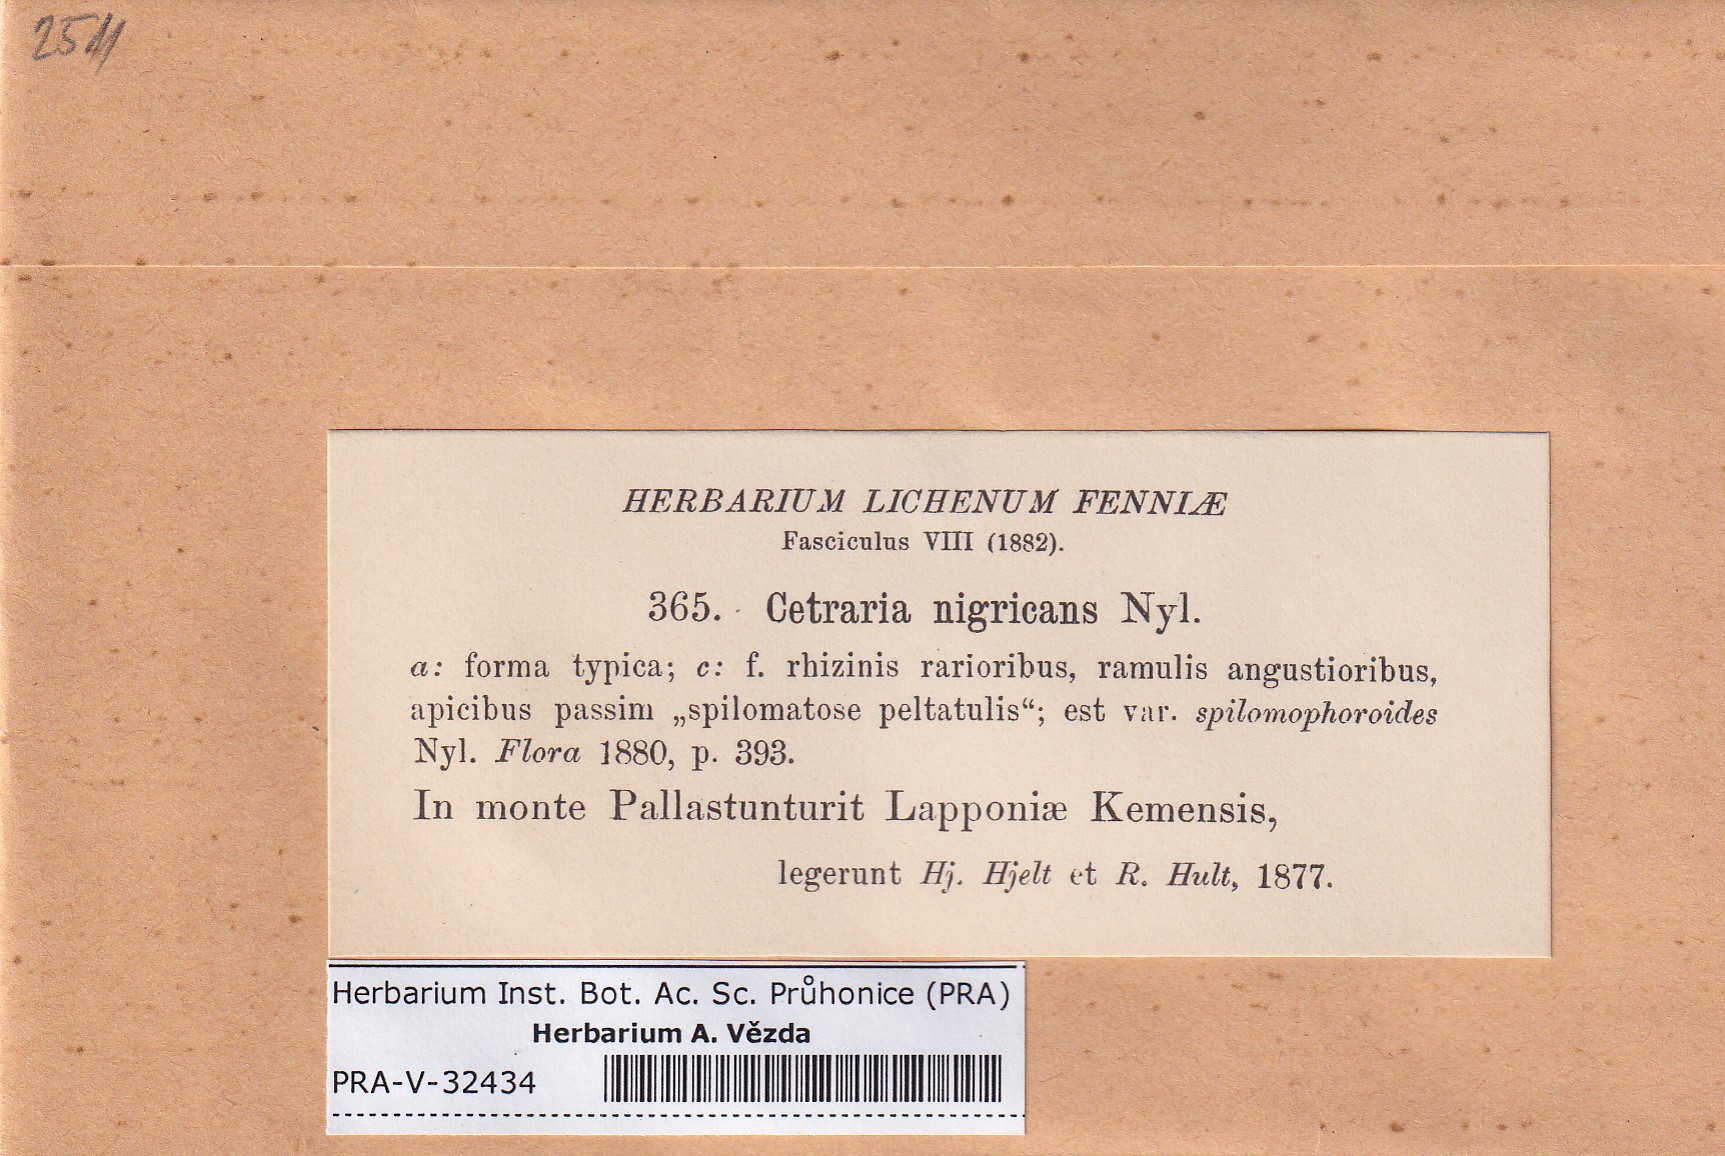 HERBARIUM LICHENUM FENNIÆ
Fasciculus VIII (1882).
365. Cetraria nigricans Nyl.
a: forma typica; c: f. rhizinis rarioribus, ramulis angustioribus,
apicibus passim „spilomatose peltatulis“; est var. spilomophoroides
Nyl. Flora 1880, p. 393.
In monte Pallastunturit Lapponiæ Kemensis,
legerunt Hj. Hjelt et R. Hult, 1877.
Herbarium Inst. Bot. Ac. Sc. Průhonice (PRA)
Herbarium A. Vězda
PRA-V-32434